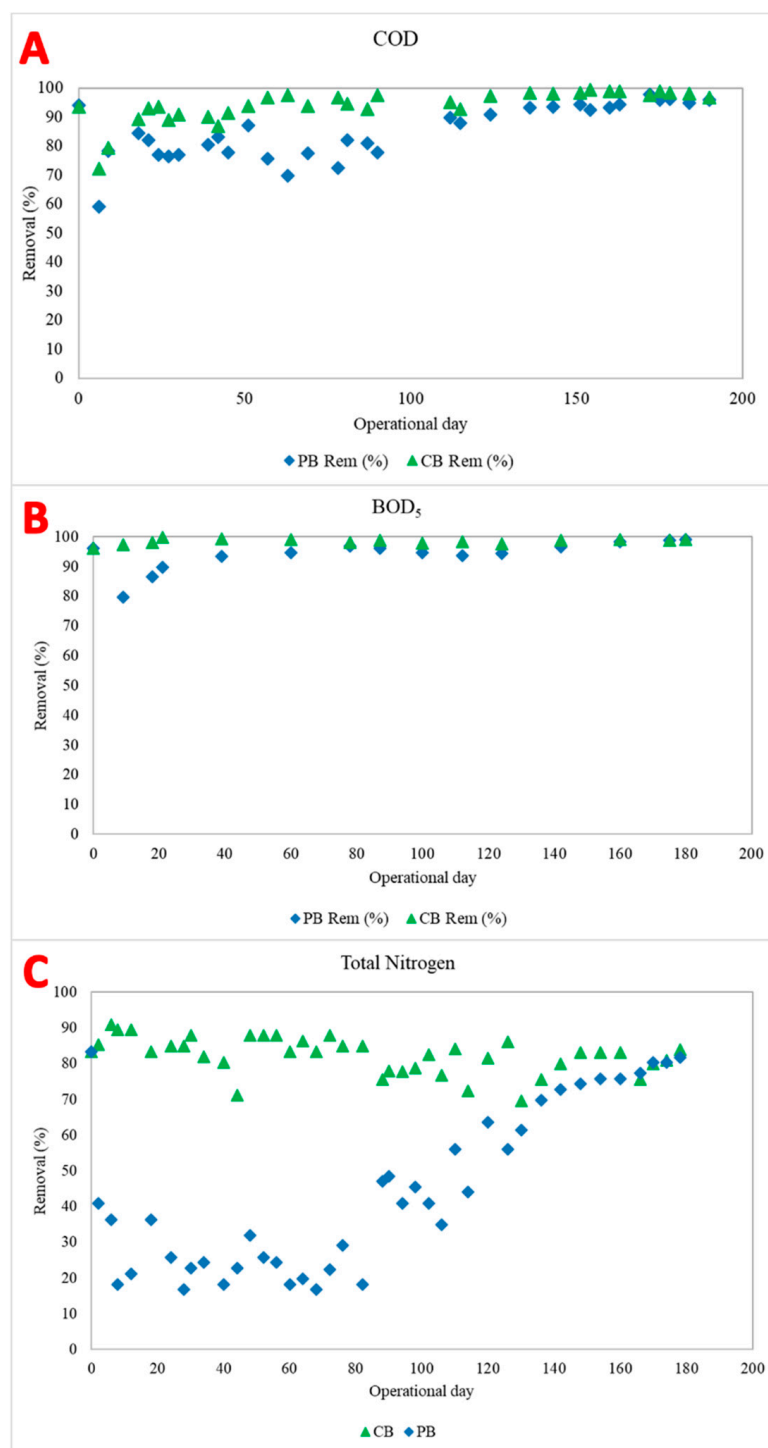 A
COD
100
90
80
70
60
50
40
30
20
10
0
Removal (%)
0 50 100 150 200
Operational day
PB Rem (%) CB Rem (%)
B
BOD₅
100
90
80
70
60
50
40
30
20
10
0
Removal (%)
0 20 40 60 80 100 120 140 160 180 200
Operational day
PB Rem (%) CB Rem (%)
C
Total Nitrogen
100
90
80
70
60
50
40
30
20
10
0
Removal (%)
0 20 40 60 80 100 120 140 160 180 200
Operational day
CB PB